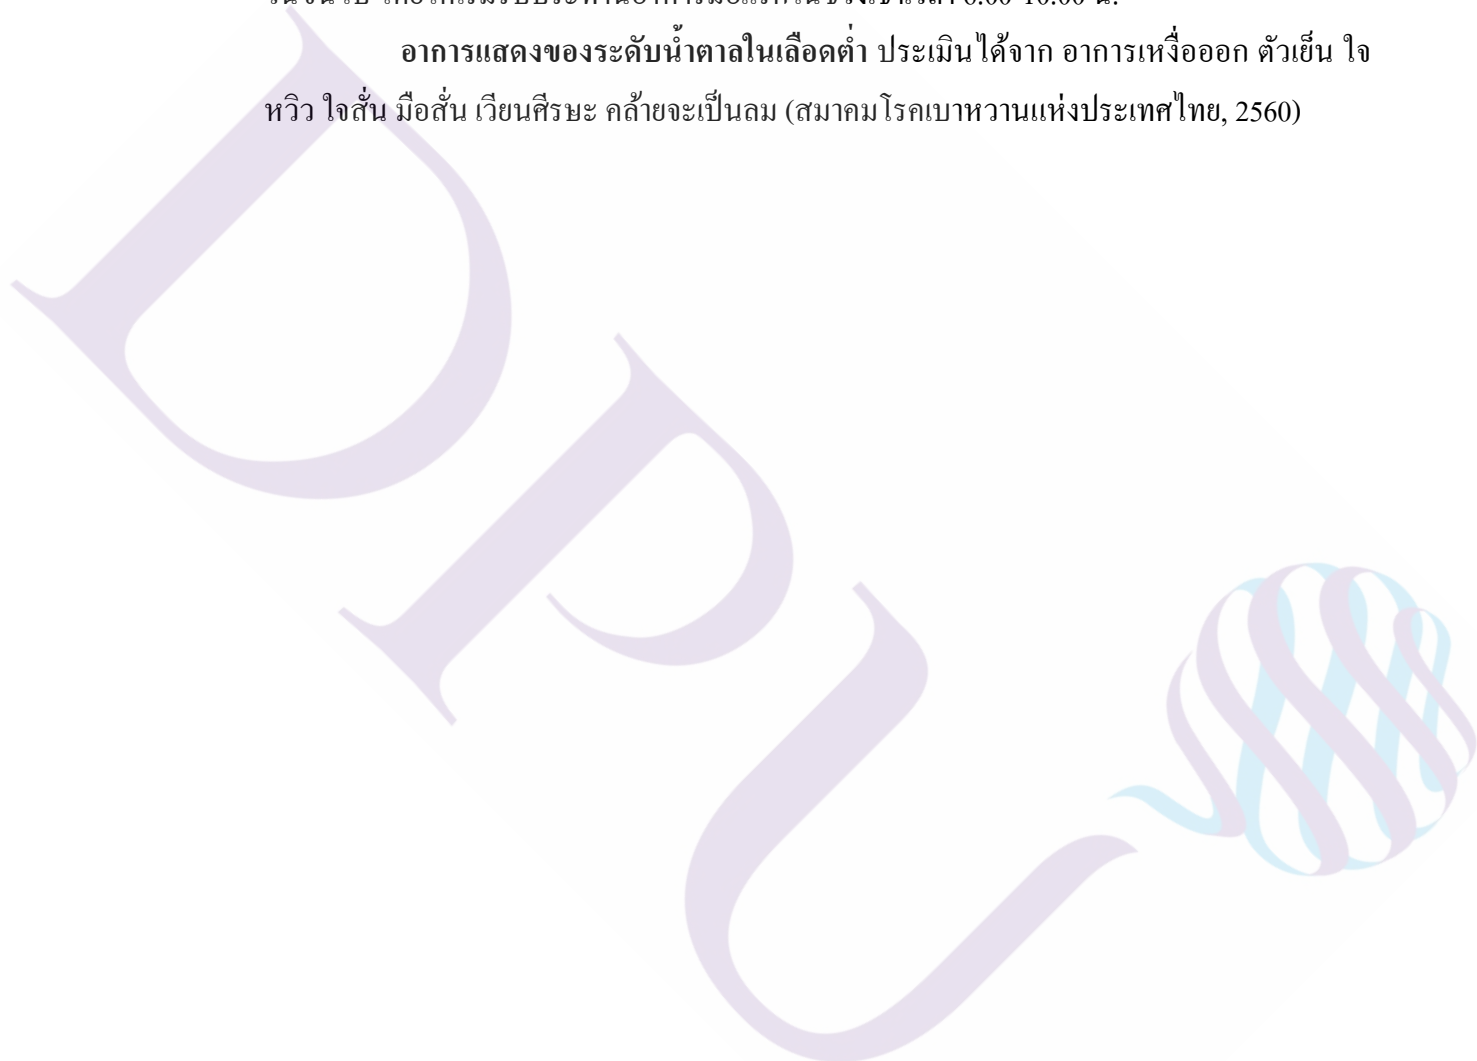 อาการแสดงของระดับน้ำตาลในเลือดต่ำ ประเมินได้จาก อาการเหงื่อออก ตัวเย็น ใจ
หวิว ใจสั่น มือสั่น เวียนศีรษะ คล้ายจะเป็นลม (สมาคมโรคเบาหวานแห่งประเทศไทย, 2560)
DPU